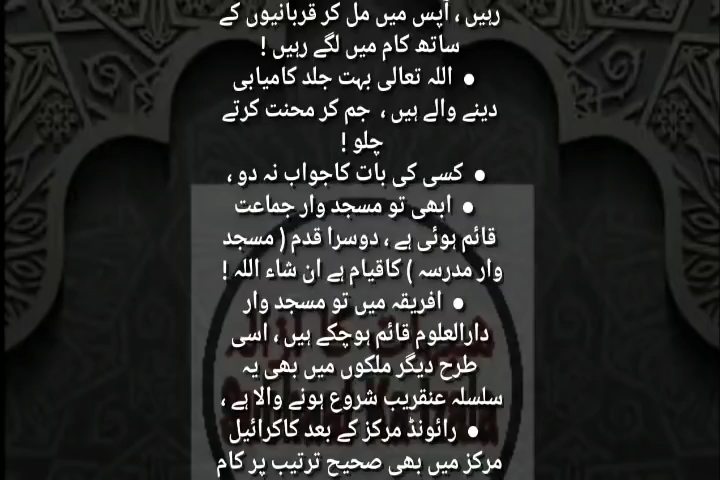 رہیں ، آپس میں مل کر قربانیوں کے
ساتھ کام میں لگے رہیں !
● اللہ تعالی بہت جلد کامیابی
دینے والے ہیں ، جم کر محنت کرتے
چلو !
● کسی کی بات کاجواب نہ دو ،
● ابھی تو مسجد وار جماعت
قائم ہوئی ہے ، دوسرا قدم ( مسجد
وار مدرسہ ) کاقیام ہے ان شاء اللہ !
● افریقہ میں تو مسجد وار
دارالعلوم قائم ہوچکے ہیں ، اسی
طرح دیگر ملکوں میں بھی یہ
سلسلہ عنقریب شروع ہونے والا ہے ،
● رائونڈ مرکز کے بعد کاکرائیل
مرکز میں بھی صحیح ترتیب پر کام